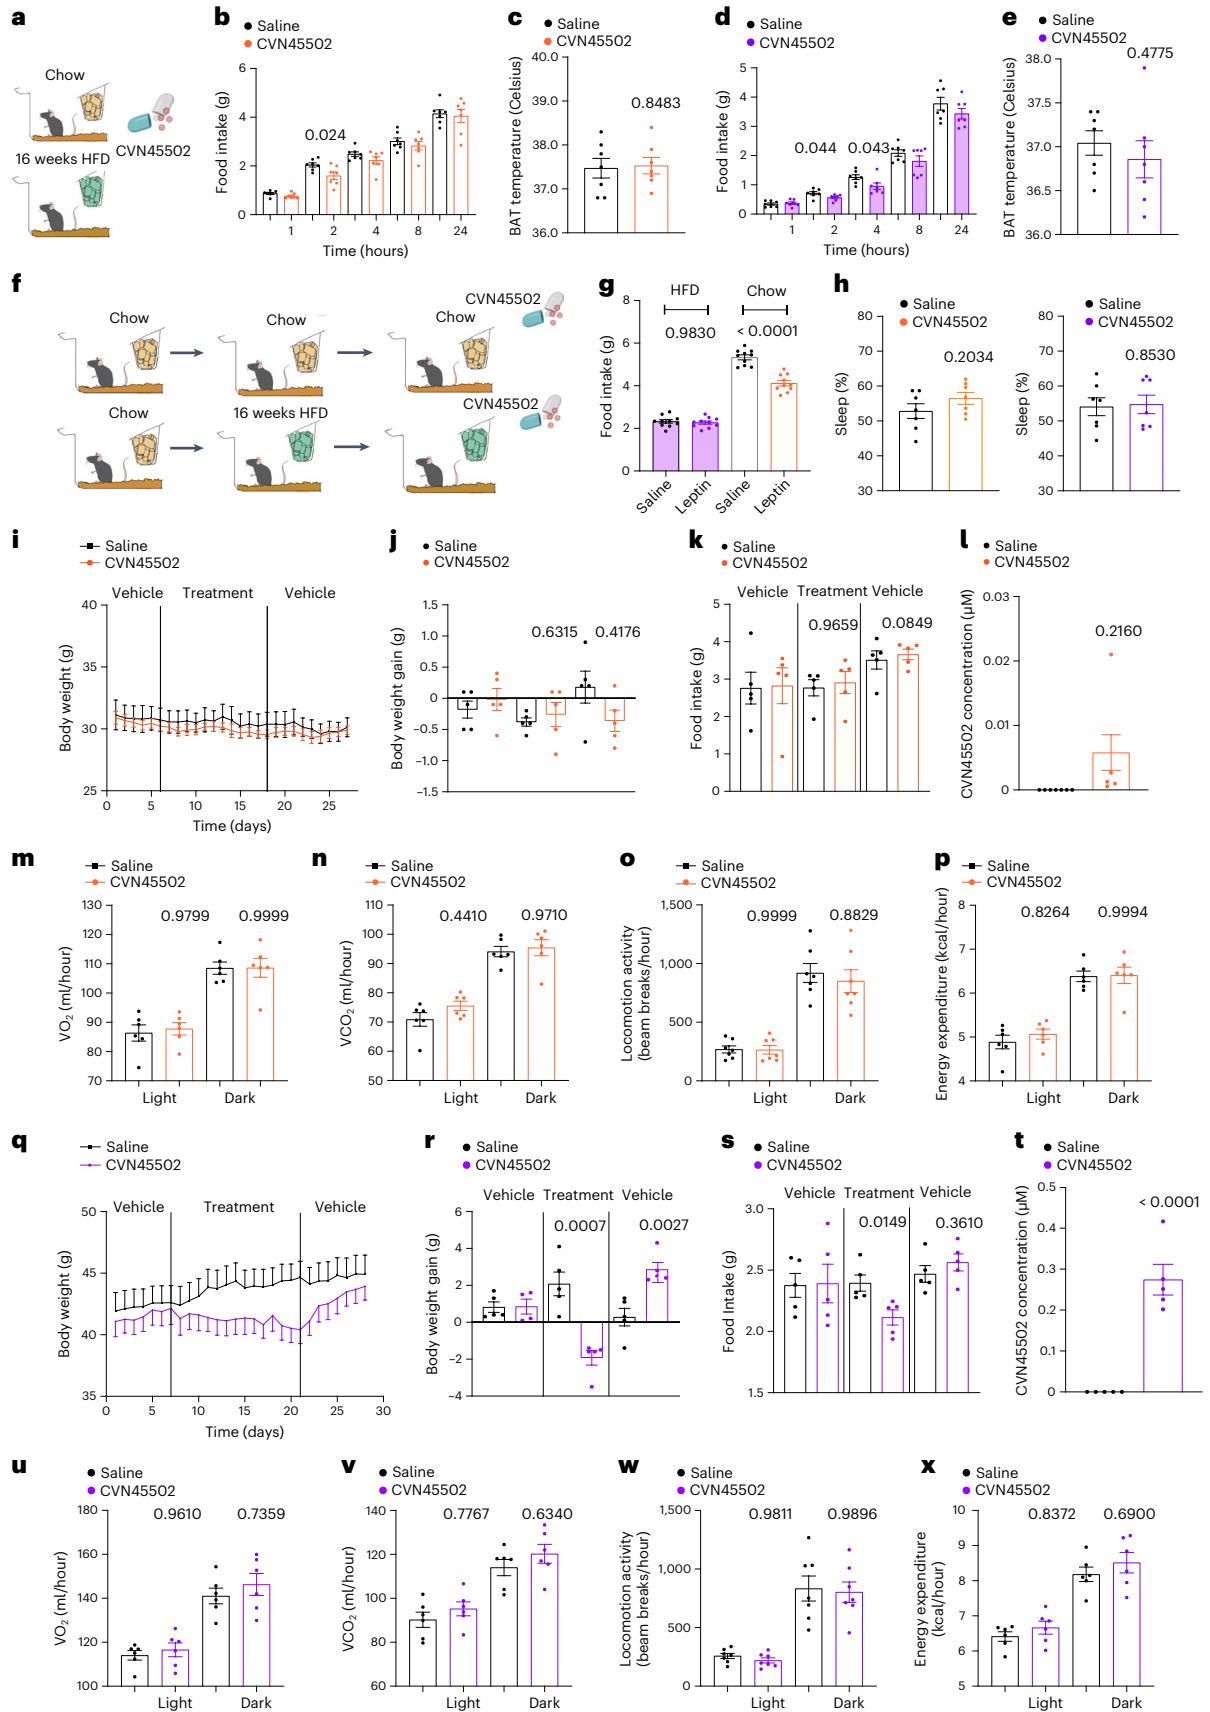 a
Chow
16 weeks HFD
CVN45502
b
Saline
CVN45502
Food intake (g)
6
4
2
0
0.024
1 2 4 8 24
Time (hours)
c
Saline
CVN45502
BAT temperature (Celsius)
40.0
39.0
38.0
37.0
36.0
0.8483
d
Saline
CVN45502
Food intake (g)
5
4
3
2
1
0
0.044 0.043
1 2 4 8 24
Time (hours)
e
Saline
CVN45502
0.4775
BAT temperature (Celsius)
38.0
37.5
37.0
36.5
36.0
f
Chow
Chow
Chow
CVN45502
Chow
16 weeks HFD
CVN45502
g
HFD Chow
0.9830 < 0.0001
Food intake (g)
8
6
4
2
0
Saline Leptin Saline Leptin
h
Saline
CVN45502
0.2034
Sleep (%)
80
70
60
50
40
30
Saline
CVN45502
0.8530
Sleep (%)
80
70
60
50
40
30
i
Saline
CVN45502
Vehicle Treatment Vehicle
Body weight (g)
40
35
30
25
0 5 10 15 20 25
Time (days)
j
Saline
CVN45502
Body weight gain (g)
1.5
1.0
0.5
0
−0.5
−1.0
−1.5
0.6315 0.4176
k
Saline
CVN45502
Vehicle Treatment Vehicle
0.9659 0.0849
Food intake (g)
5
4
3
2
1
0
l
Saline
CVN45502
CVN45502 concentration (µM)
0.03
0.02
0.01
0
0.2160
m
Saline
CVN45502
VO2 (ml/hour)
130
120
110
100
90
80
70
0.9799 0.9999
Light Dark
n
Saline
CVN45502
VCO2 (ml/hour)
110
100
90
80
70
60
50
0.4410 0.9710
Light Dark
o
Saline
CVN45502
Locomotion activity
(beam breaks/hour)
1,500
1,000
500
0
0.9999 0.8829
Light Dark
p
Saline
CVN45502
Energy expenditure (kcal/hour)
8
7
6
5
4
0.8264 0.9994
Light Dark
q
Saline
CVN45502
Vehicle Treatment Vehicle
Body weight (g)
50
45
40
35
0 5 10 15 20 25 30
Time (days)
r
Saline
CVN45502
Vehicle Treatment Vehicle
0.0007 0.0027
Body weight gain (g)
6
4
2
0
−2
−4
s
Saline
CVN45502
Vehicle Treatment Vehicle
0.0149 0.3610
Food Intake (g)
3.0
2.5
2.0
1.5
t
Saline
CVN45502
CVN45502 concentration (µM)
0.5
0.4
0.3
0.2
0.1
0
< 0.0001
u
Saline
CVN45502
VO2 (ml/hour)
180
160
140
120
100
0.9610 0.7359
Light Dark
v
Saline
CVN45502
VCO2 (ml/hour)
140
120
100
80
60
0.7767 0.6340
Light Dark
w
Saline
CVN45502
Locomotion activity
(beam breaks/hour)
1,500
1,000
500
0
0.9811 0.9896
Light Dark
x
Saline
CVN45502
Energy expenditure
(kcal/hour)
10
9
8
7
6
5
0.8372 0.6900
Light Dark